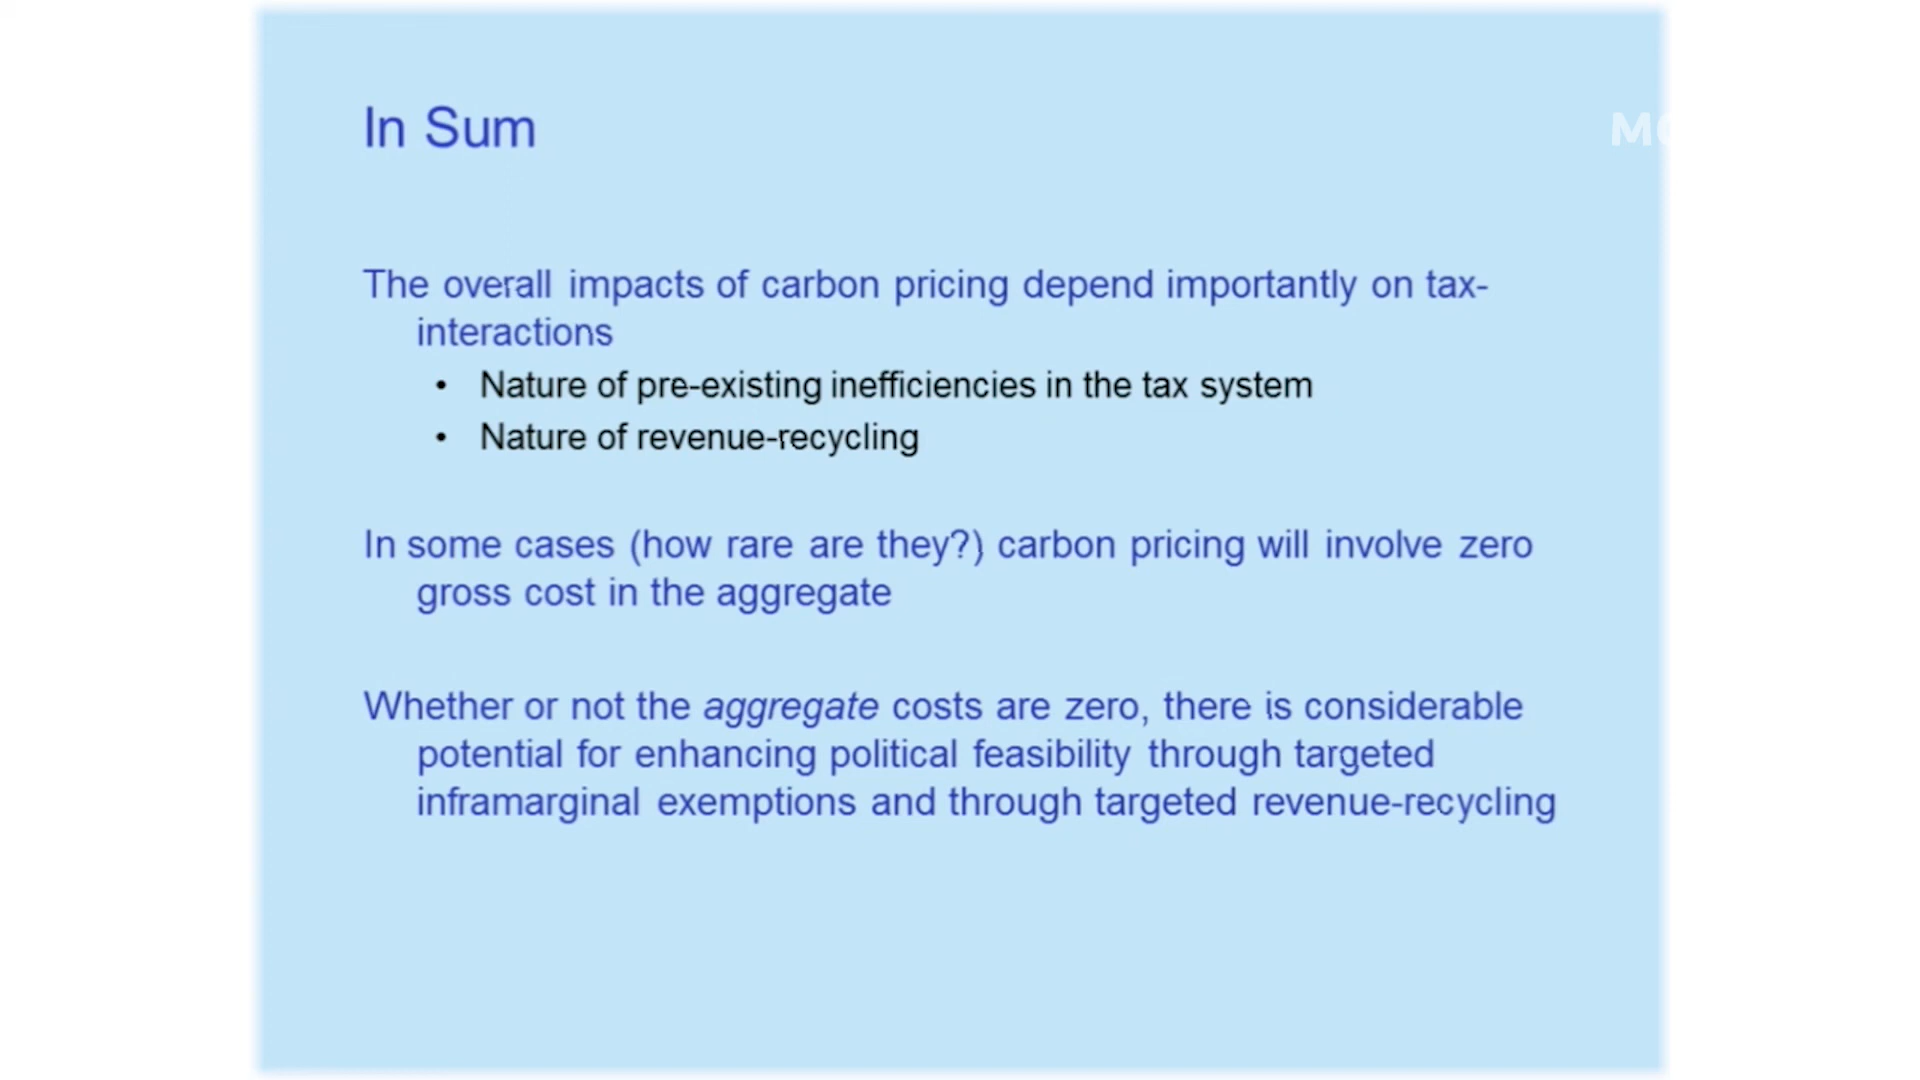 In Sum
The overall impacts of carbon pricing depend importantly on tax-
interactions
• Nature of pre-existing inefficiencies in the tax system
• Nature of revenue-recycling
In some cases (how rare are they?) carbon pricing will involve zero
gross cost in the aggregate
Whether or not the aggregate costs are zero, there is considerable
potential for enhancing political feasibility through targeted
inframarginal exemptions and through targeted revenue-recycling